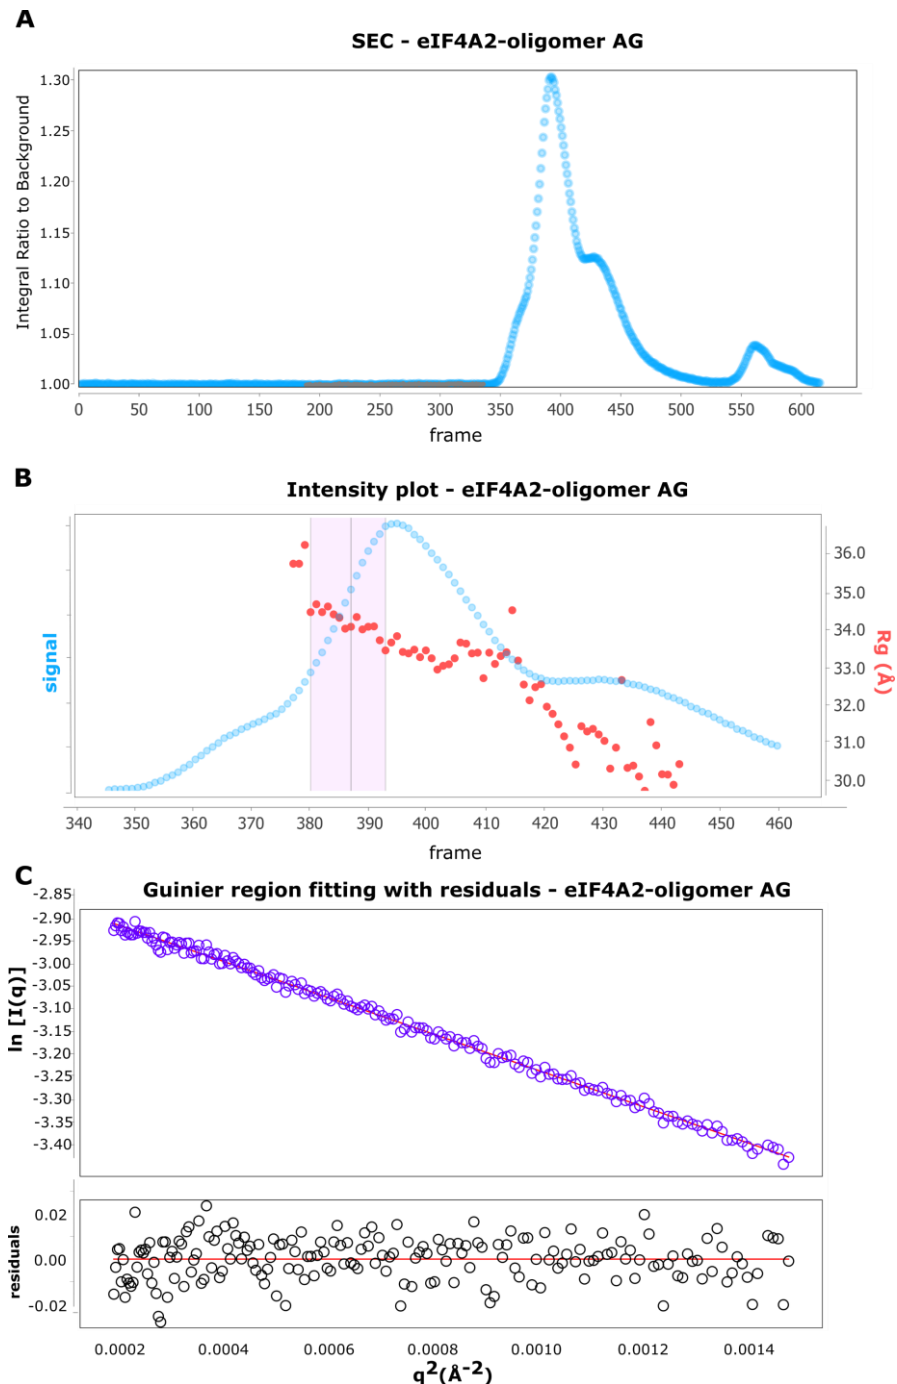 A
SEC - eIF4A2-oligomer AG
Integral Ratio to Background
1.30
1.25
1.20
1.15
1.10
1.05
1.00
0 50 100 150 200 250 300 350 400 450 500 550 600
frame
B
Intensity plot - eIF4A2-oligomer AG
signal
36.0
35.0
34.0
33.0
32.0
31.0
30.0
Rg (Å)
340 350 360 370 380 390 400 410 420 430 440 450 460
frame
C
Guinier region fitting with residuals - eIF4A2-oligomer AG
ln [I(q)]
-2.85
-2.90
-2.95
-3.00
-3.05
-3.10
-3.15
-3.20
-3.25
-3.30
-3.35
-3.40
residuals
0.02
0.00
-0.02
0.0002 0.0004 0.0006 0.0008 0.0010 0.0012 0.0014
q²(Å⁻²)